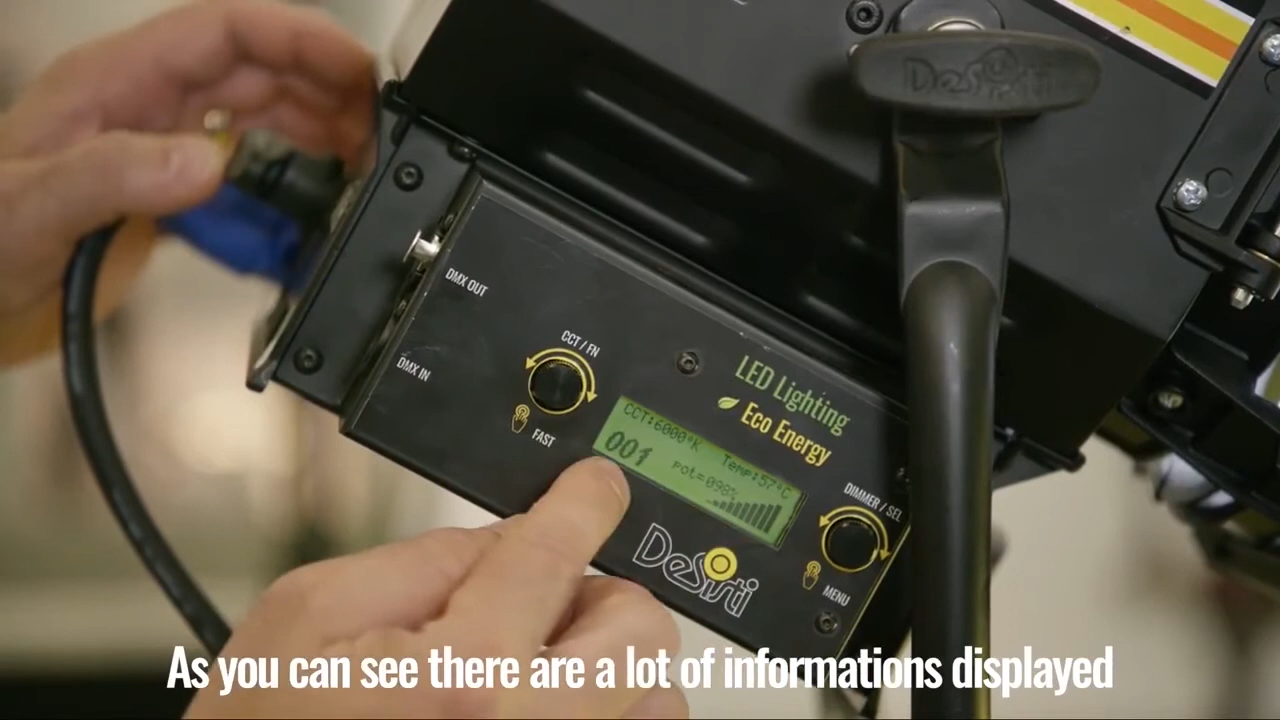 DeSisti
DMX OUT
DMX IN
CCT / FN
FAST
LED Lighting
Eco Energy
CCT:6000°K Temp:57°C
001 Pot=098%
DIMMER / SEL
MENU
DeSisti
As you can see there are a lot of informations displayed